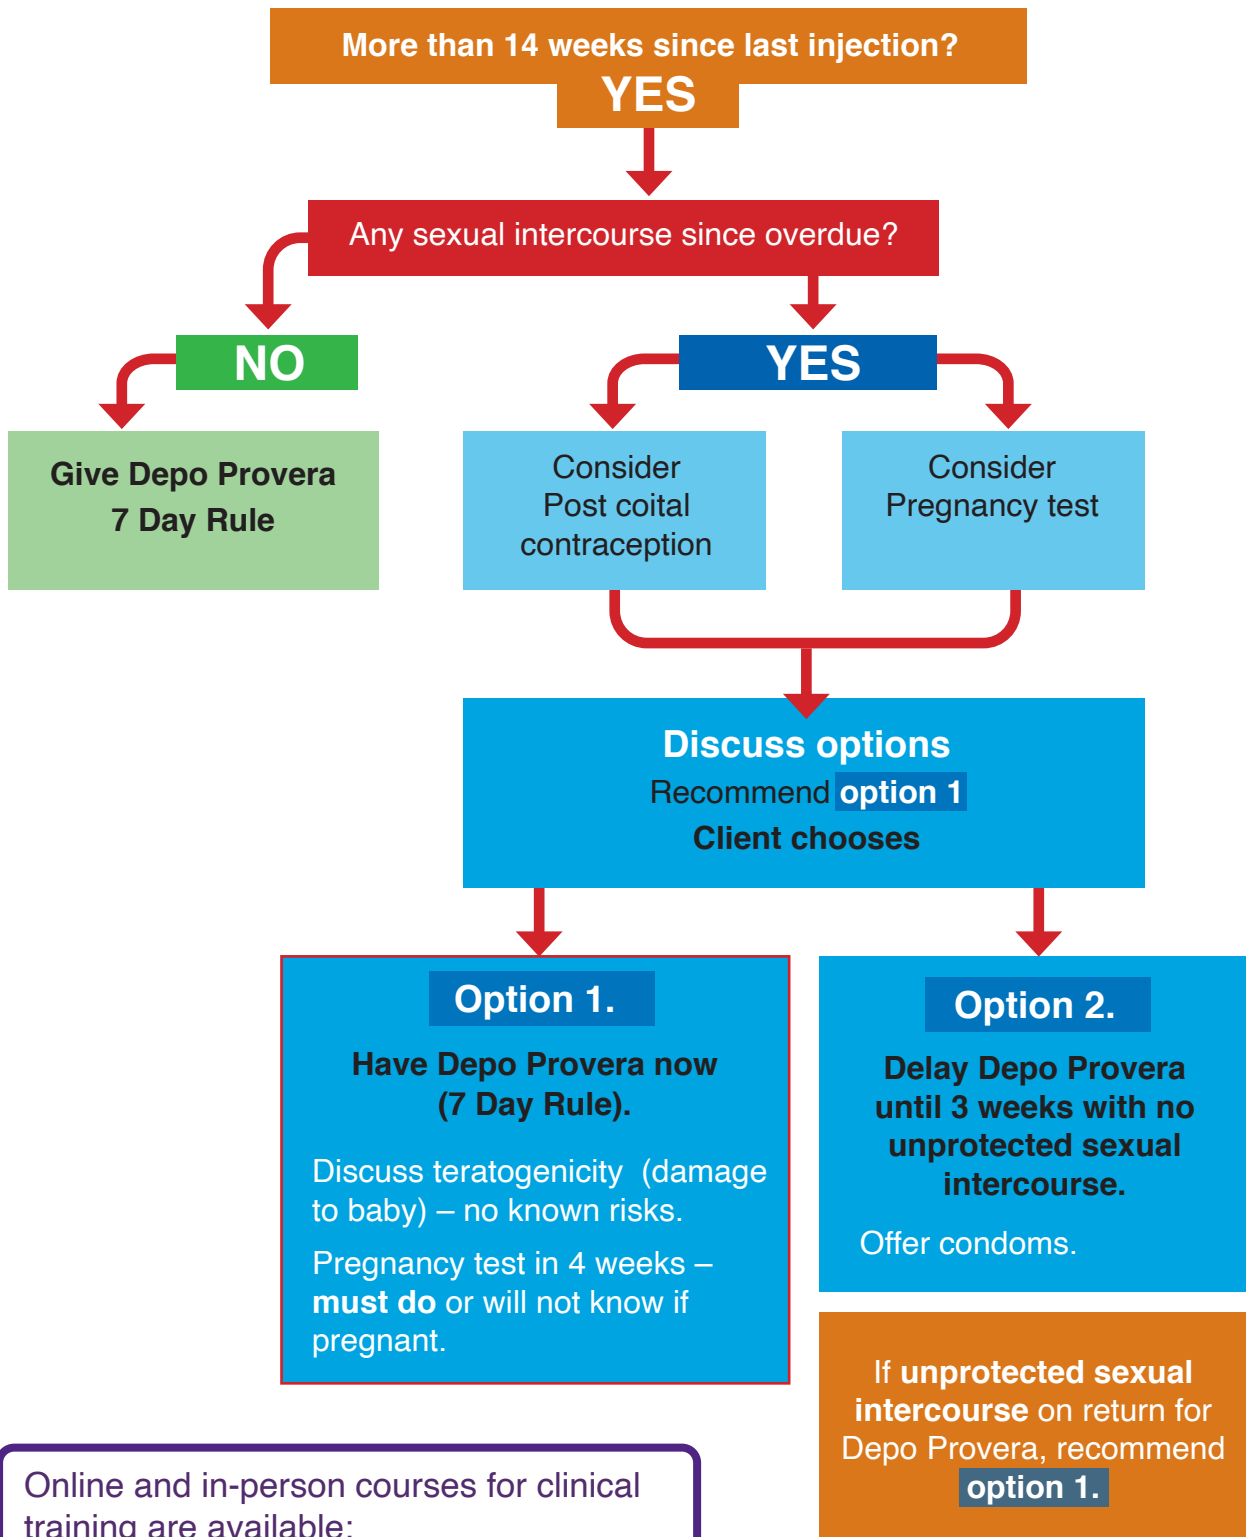 More than 14 weeks since last injection?
YES
Any sexual intercourse since overdue?
NO
YES
Give Depo Provera
7 Day Rule
Consider
Post coital
contraception
Consider
Pregnancy test
Discuss options
Recommend option 1
Client chooses
Option 1.
Have Depo Provera now
(7 Day Rule).
Discuss teratogenicity (damage
to baby) – no known risks.
Pregnancy test in 4 weeks –
must do or will not know if
pregnant.
Option 2.
Delay Depo Provera
until 3 weeks with no
unprotected sexual
intercourse.
Offer condoms.
If unprotected sexual
intercourse on return for
Depo Provera, recommend
option 1.
Online and in-person courses for clinical
training are available: